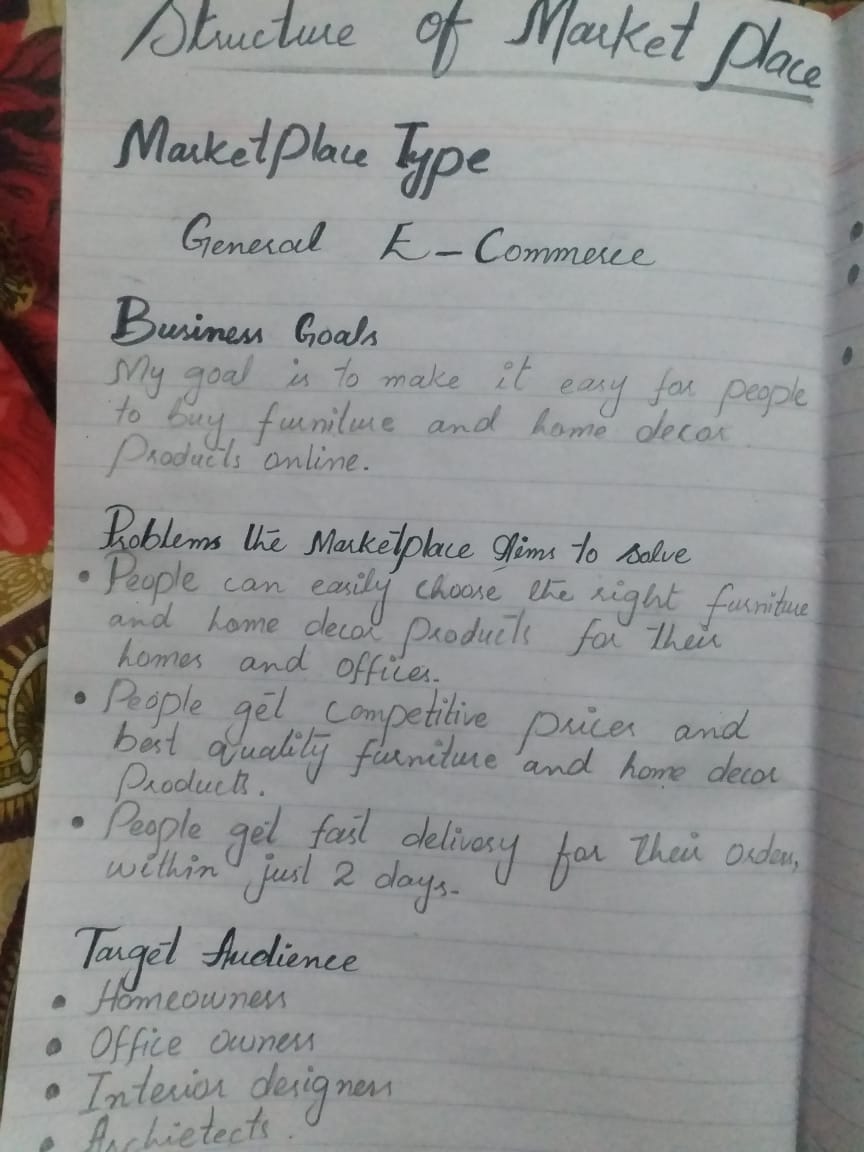 Structure of Market Place
MarketPlace Type
General E-Commerce
Business Goals
My goal is to make it easy for people
to buy furniture and home decor
Products online.
Problems the Marketplace Aims to solve
• People can easily choose the right furniture
and home decor products for their
homes and offices.
• People get competitive prices and
best quality furniture and home decor
Products.
• People get fast delivery for their orders,
within just 2 days.
Target Audience
• Homeowners
• Office owners
• Interior designers
• Archietects.